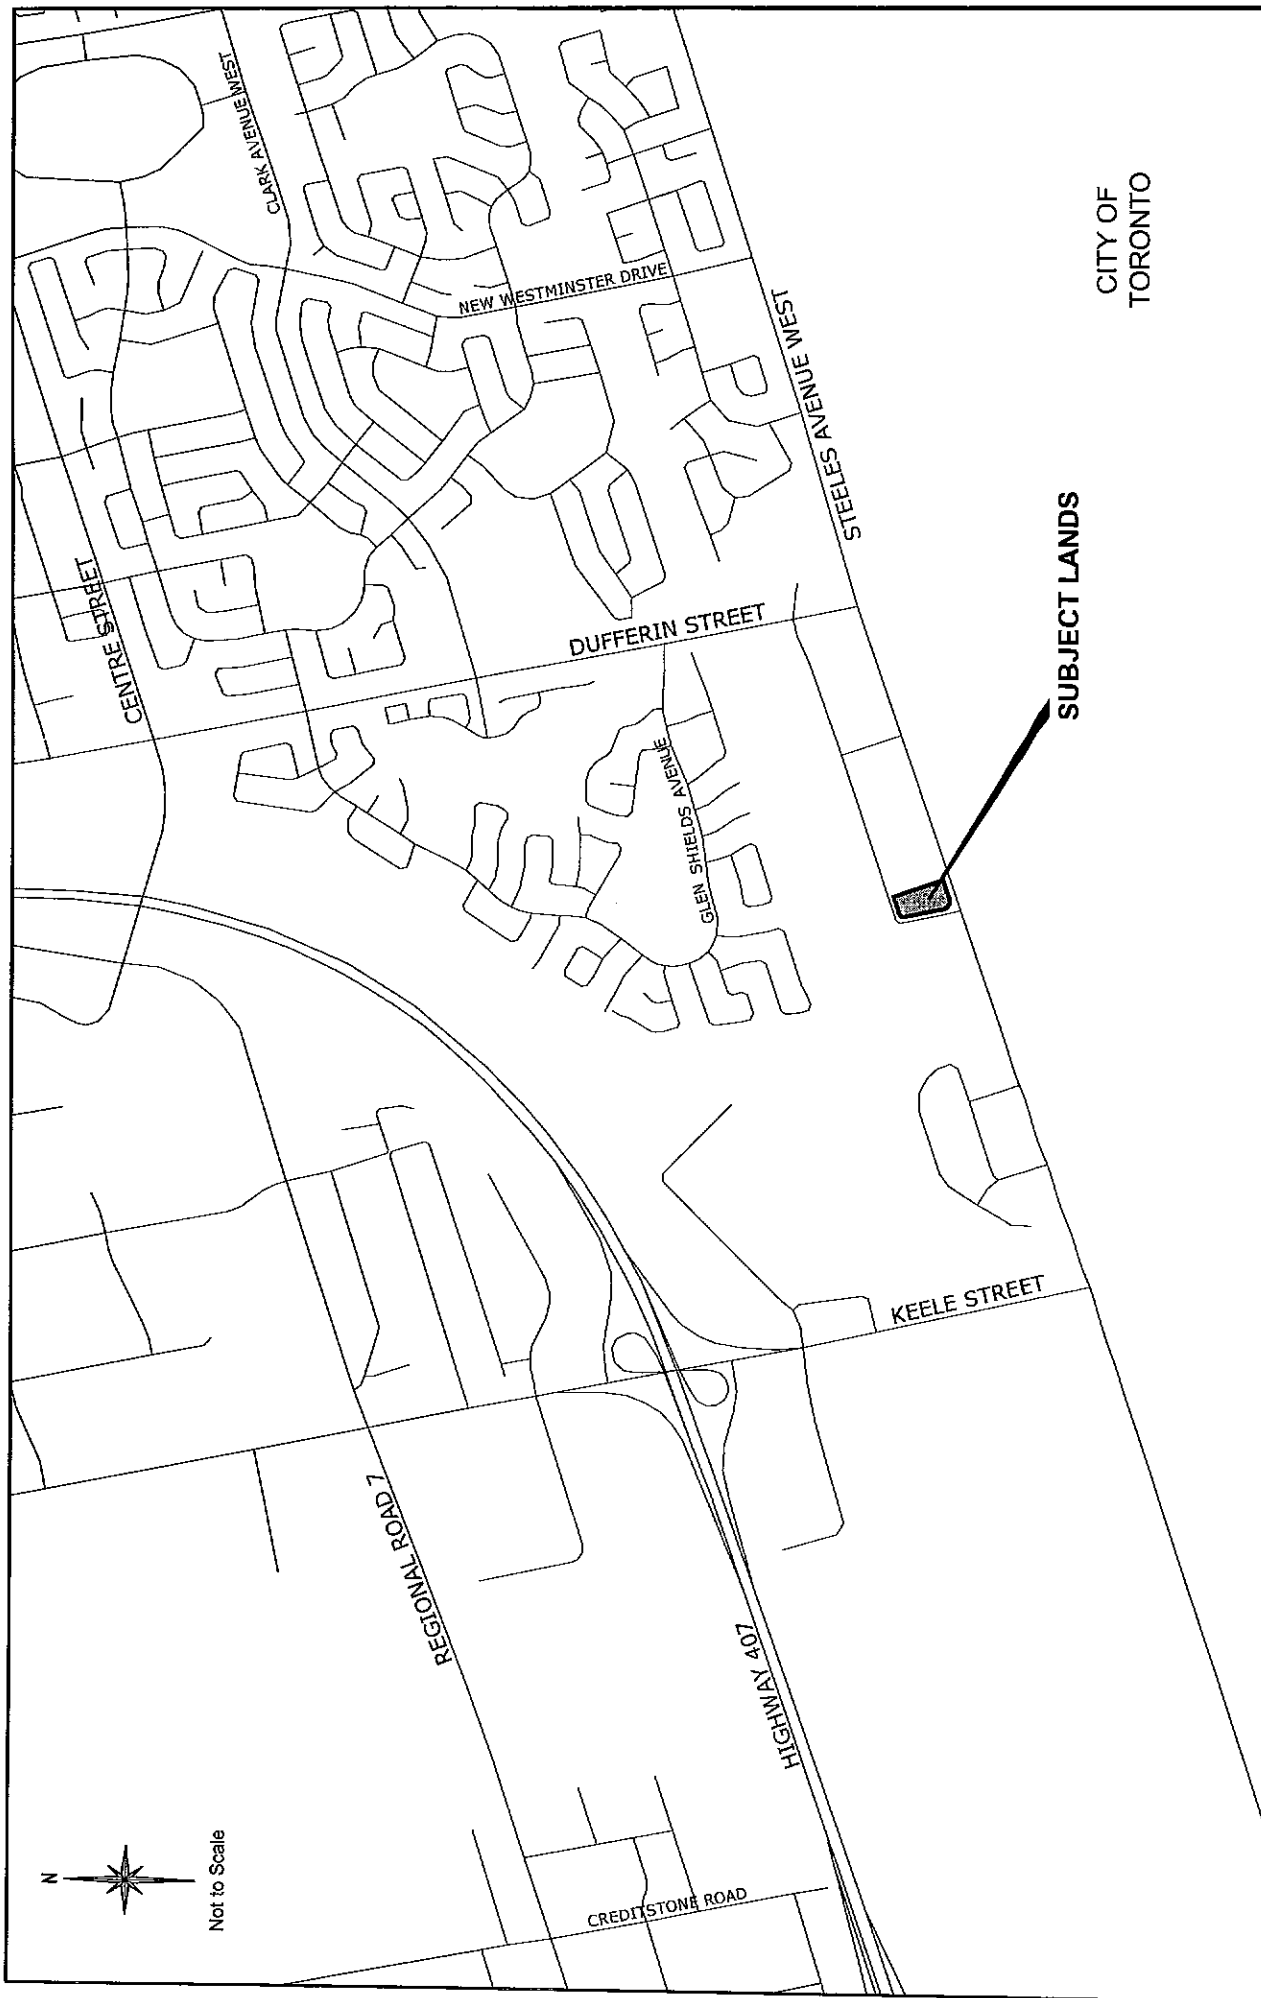 N
Not to Scale
CLARK AVENUE WEST
NEW WESTMINSTER DRIVE
CENTRE STREET
STEELES AVENUE WEST
CITY OF
TORONTO
DUFFERIN STREET
GLEN SHIELDS AVENUE
SUBJECT LANDS
KEELE STREET
REGIONAL ROAD 7
HIGHWAY 407
CREDITSTONE ROAD